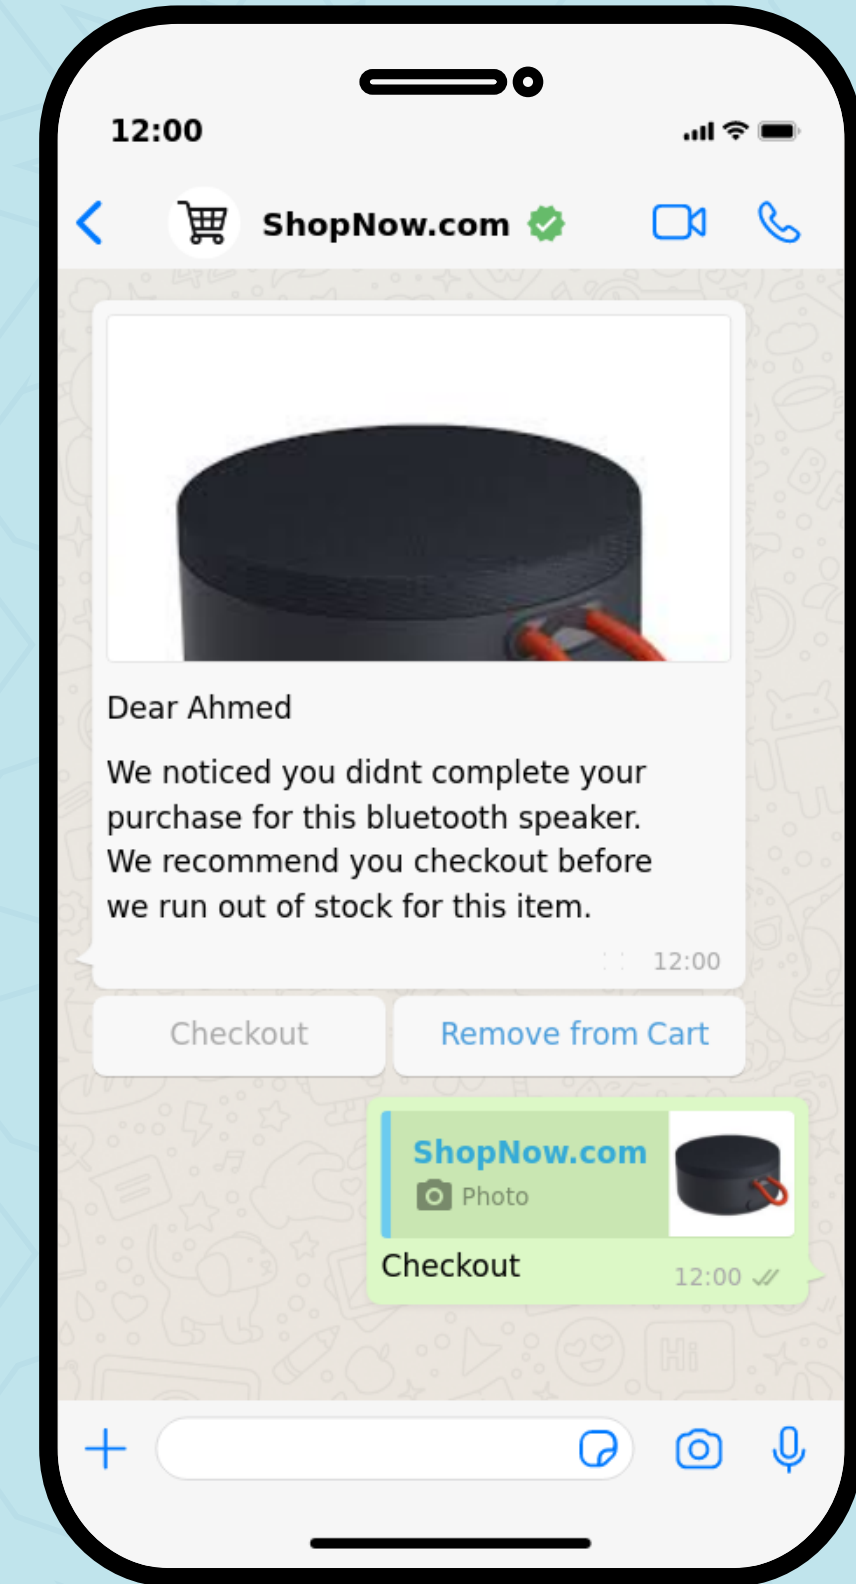 12:00
ShopNow.com
Dear Ahmed
We noticed you didnt complete your
purchase for this bluetooth speaker.
We recommend you checkout before
we run out of stock for this item.
12:00
Checkout
Remove from Cart
ShopNow.com
Photo
Checkout
12:00
Hi